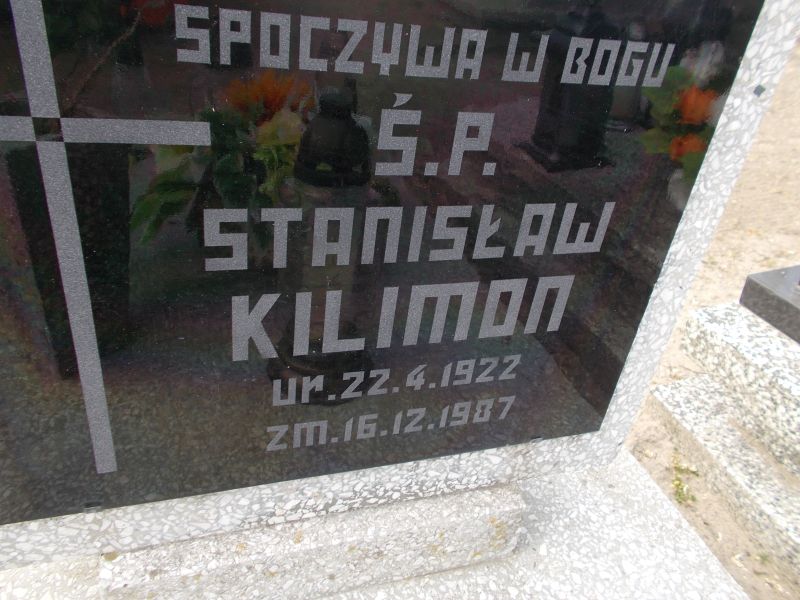 SPOCZYWA W BOGU
Ś.P.
STANISŁAW
KILIMON
ur.22.4.1922
zm.16.12.1987